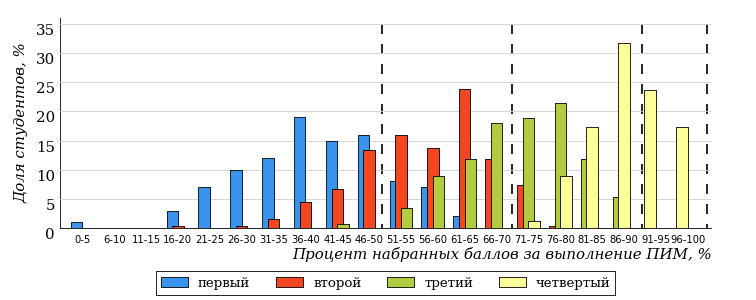 Доля студентов, %
35
30
25
20
15
10
5
0
0-5 6-10 11-15 16-20 21-25 26-30 31-35 36-40 41-45 46-50 51-55 56-60 61-65 66-70 71-75 76-80 81-85 86-90 91-95 96-100
Процент набранных баллов за выполнение ПИМ, %
первый второй третий четвертый